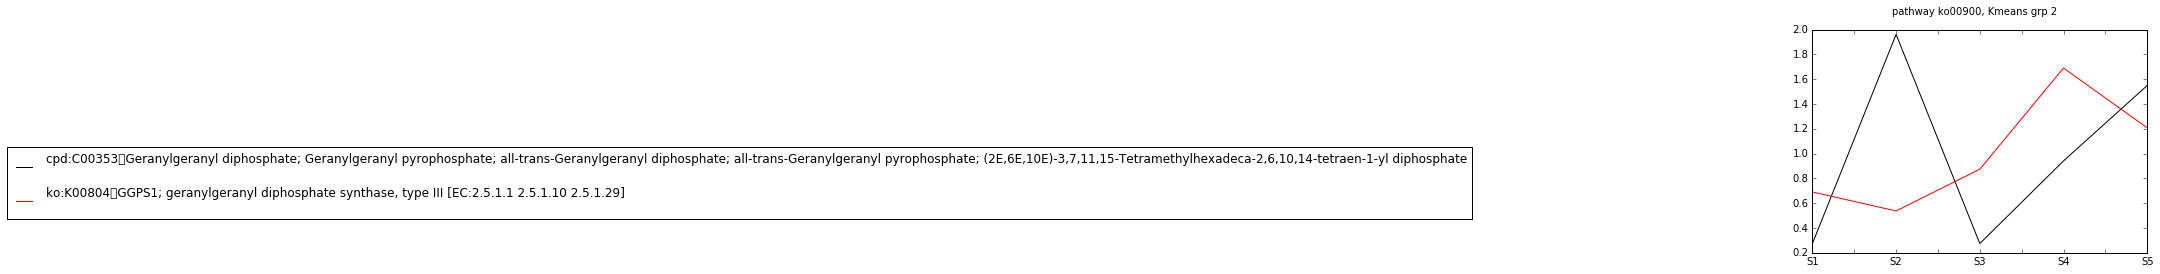 pathway ko00900, Kmeans grp 2
2.0
1.8
1.6
1.4
1.2
1.0
0.8
0.6
0.4
0.2
S1 S2 S3 S4 S5
cpd:C00353▯Geranylgeranyl diphosphate; Geranylgeranyl pyrophosphate; all-trans-Geranylgeranyl diphosphate; all-trans-Geranylgeranyl pyrophosphate; (2E,6E,10E)-3,7,11,15-Tetramethylhexadeca-2,6,10,14-tetraen-1-yl diphosphate
ko:K00804▯GGPS1; geranylgeranyl diphosphate synthase, type III [EC:2.5.1.1 2.5.1.10 2.5.1.29]